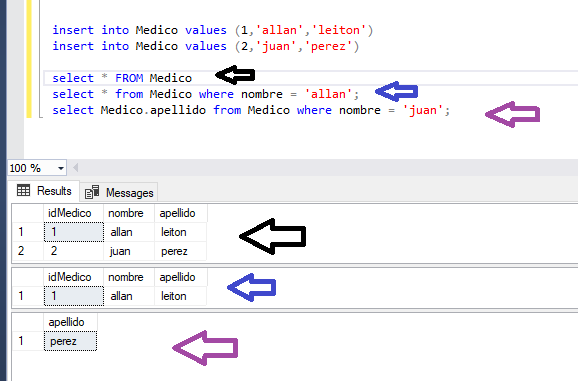 insert into Medico values (1,'allan','leiton')
insert into Medico values (2,'juan','perez')
select * FROM Medico
select * from Medico where nombre = 'allan';
select Medico.apellido from Medico where nombre = 'juan';
100 %
Results Messages
idMedico nombre apellido
1 1 allan leiton
2 2 juan perez
idMedico nombre apellido
1 1 allan leiton
apellido
1 perez